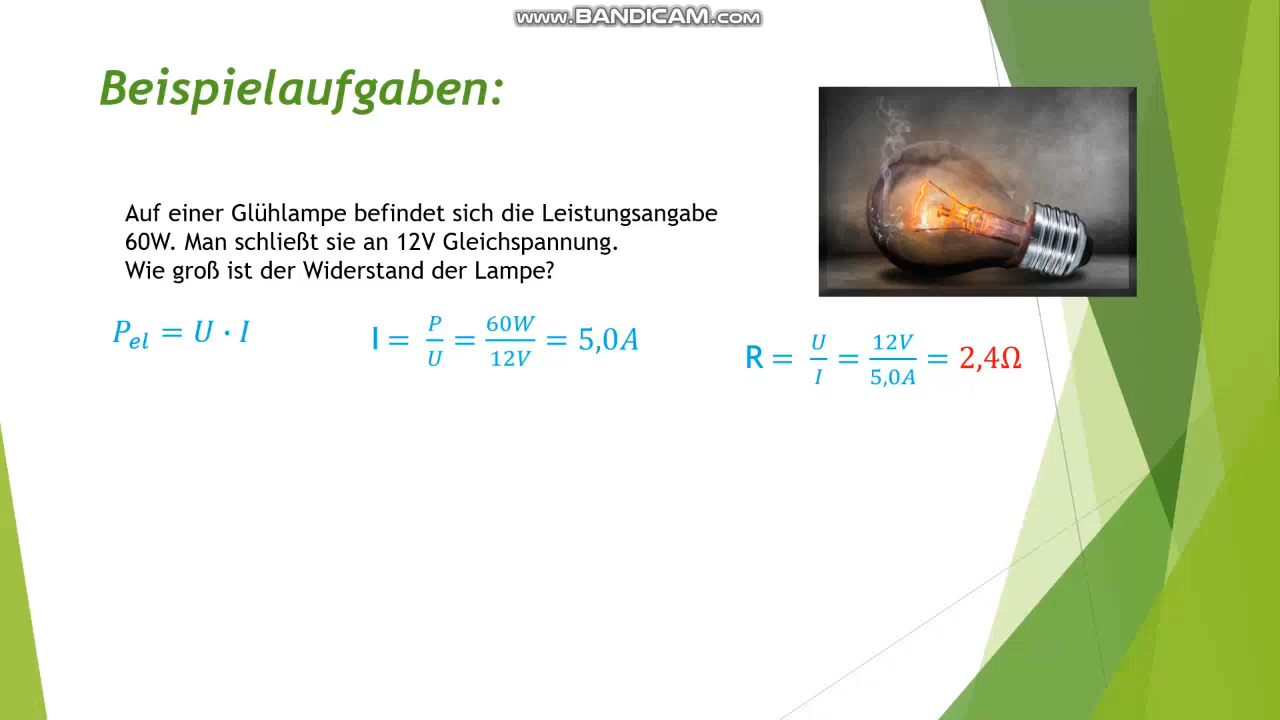 www.BANDICAM.com
Beispielaufgaben:
Auf einer Glühlampe befindet sich die Leistungsangabe
60W. Man schließt sie an 12V Gleichspannung.
Wie groß ist der Widerstand der Lampe?
P_el = U · I
I = P/U = 60W/12V = 5,0A
R = U/I = 12V/5,0A = 2,4Ω